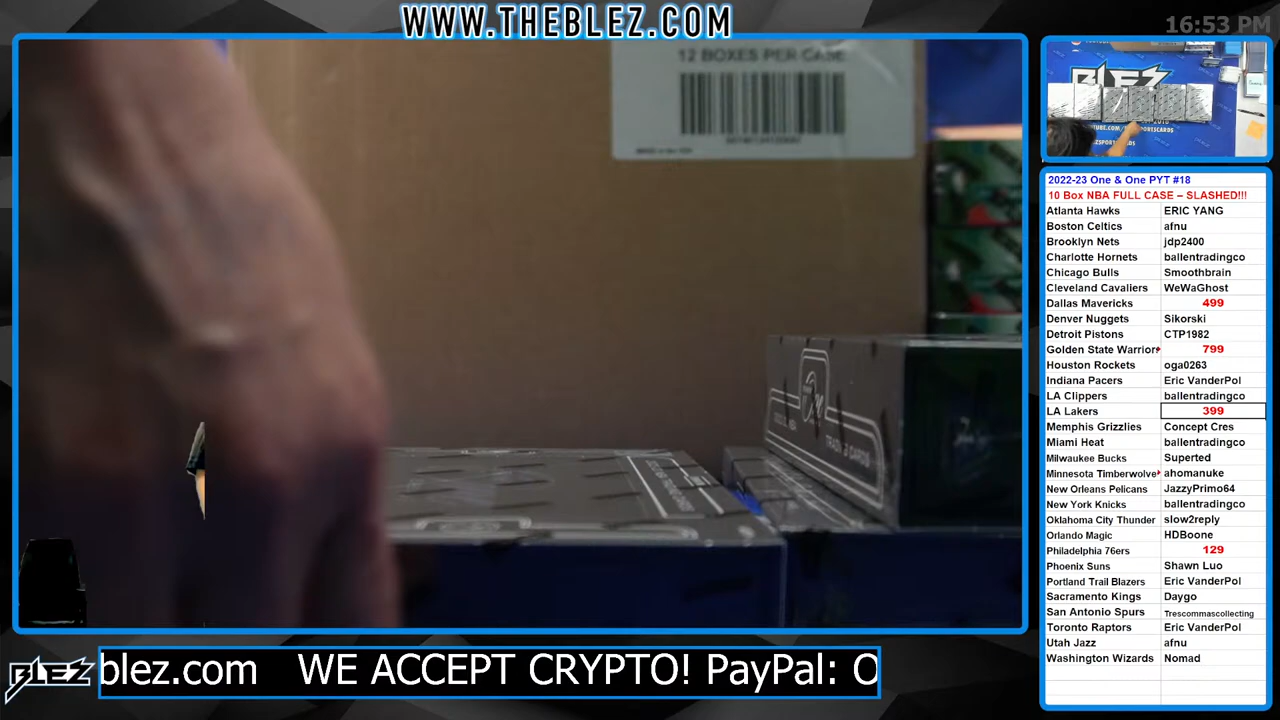 WWW.THEBLEZ.COM
16:53 PM
12 BOXES PER CASE
BLEZ
2022-23 One & One PYT #18
10 Box NBA FULL CASE – SLASHED!!!
Atlanta Hawks ERIC YANG
Boston Celtics afnu
Brooklyn Nets jdp2400
Charlotte Hornets ballentradingco
Chicago Bulls Smoothbrain
Cleveland Cavaliers WeWaGhost
Dallas Mavericks 499
Denver Nuggets Sikorski
Detroit Pistons CTP1982
Golden State Warriors 799
Houston Rockets oga0263
Indiana Pacers Eric VanderPol
LA Clippers ballentradingco
LA Lakers 399
Memphis Grizzlies Concept Cres
Miami Heat ballentradingco
Milwaukee Bucks Superted
Minnesota Timberwolve ahomanuke
New Orleans Pelicans JazzyPrimo64
New York Knicks ballentradingco
Oklahoma City Thunder slow2reply
Orlando Magic HDBoone
Philadelphia 76ers 129
Phoenix Suns Shawn Luo
Portland Trail Blazers Eric VanderPol
Sacramento Kings Daygo
San Antonio Spurs Trescommascollecting
Toronto Raptors Eric VanderPol
Utah Jazz afnu
Washington Wizards Nomad
BLEZ
blez.com WE ACCEPT CRYPTO! PayPal: O